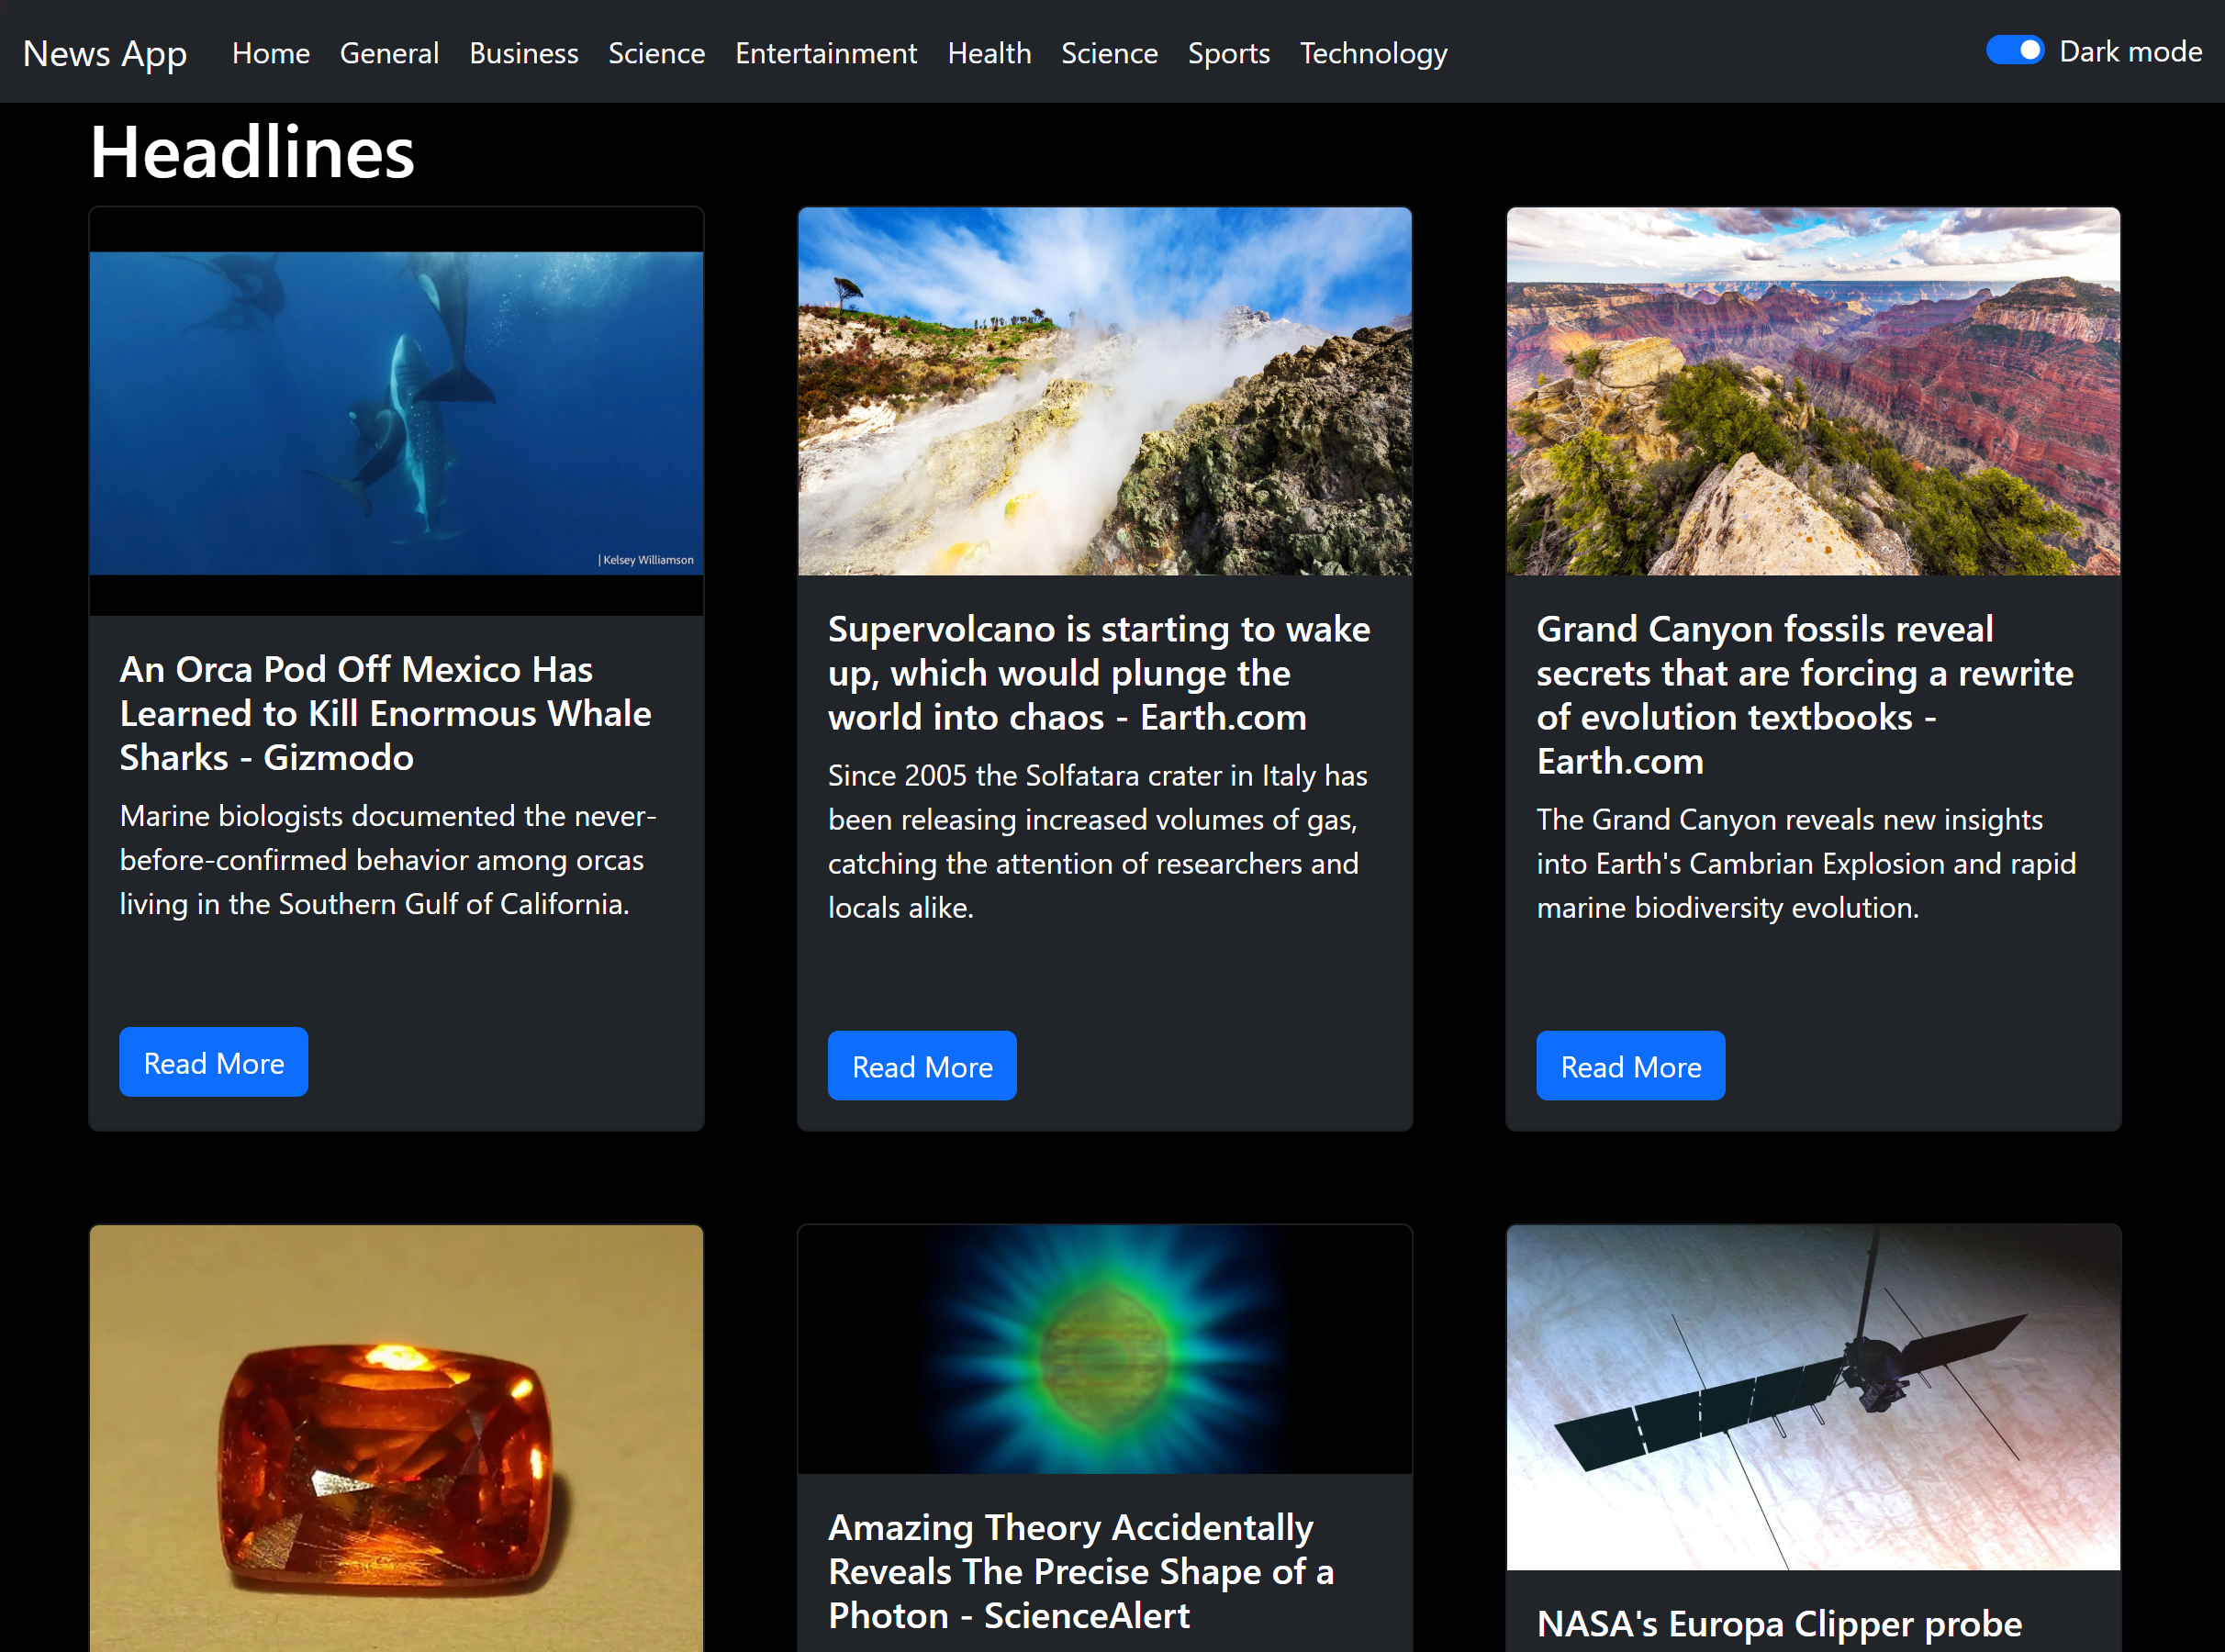 News App Home General Business Science Entertainment Health Science Sports Technology Dark mode
Headlines
| Kelsey Williamson
An Orca Pod Off Mexico Has
Learned to Kill Enormous Whale
Sharks - Gizmodo
Marine biologists documented the never-
before-confirmed behavior among orcas
living in the Southern Gulf of California.
Read More
Supervolcano is starting to wake
up, which would plunge the
world into chaos - Earth.com
Since 2005 the Solfatara crater in Italy has
been releasing increased volumes of gas,
catching the attention of researchers and
locals alike.
Read More
Grand Canyon fossils reveal
secrets that are forcing a rewrite
of evolution textbooks -
Earth.com
The Grand Canyon reveals new insights
into Earth's Cambrian Explosion and rapid
marine biodiversity evolution.
Read More
Amazing Theory Accidentally
Reveals The Precise Shape of a
Photon - ScienceAlert
NASA's Europa Clipper probe